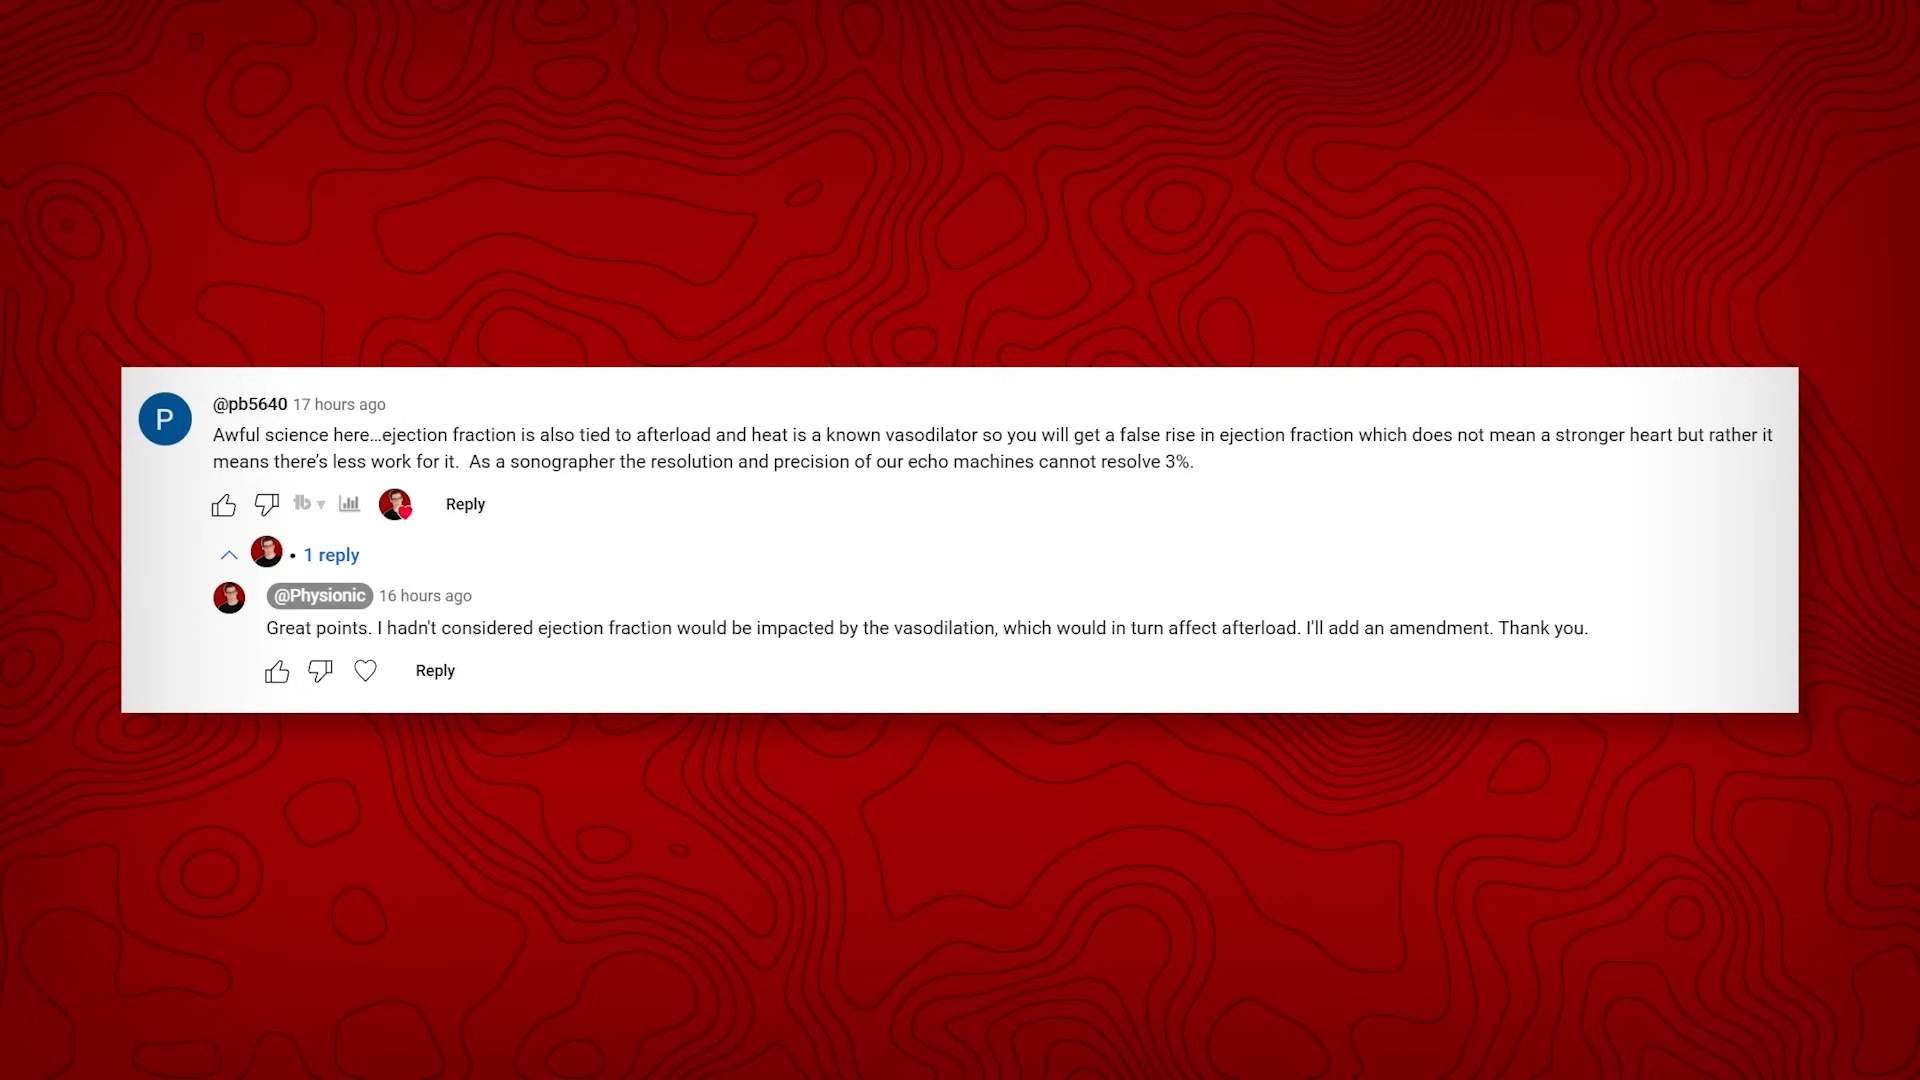 P
@pb5640 17 hours ago
Awful science here…ejection fraction is also tied to afterload and heat is a known vasodilator so you will get a false rise in ejection fraction which does not mean a stronger heart but rather it
means there’s less work for it.  As a sonographer the resolution and precision of our echo machines cannot resolve 3%.
tb Reply
• 1 reply
@Physionic 16 hours ago
Great points. I hadn't considered ejection fraction would be impacted by the vasodilation, which would in turn affect afterload. I'll add an amendment. Thank you.
Reply